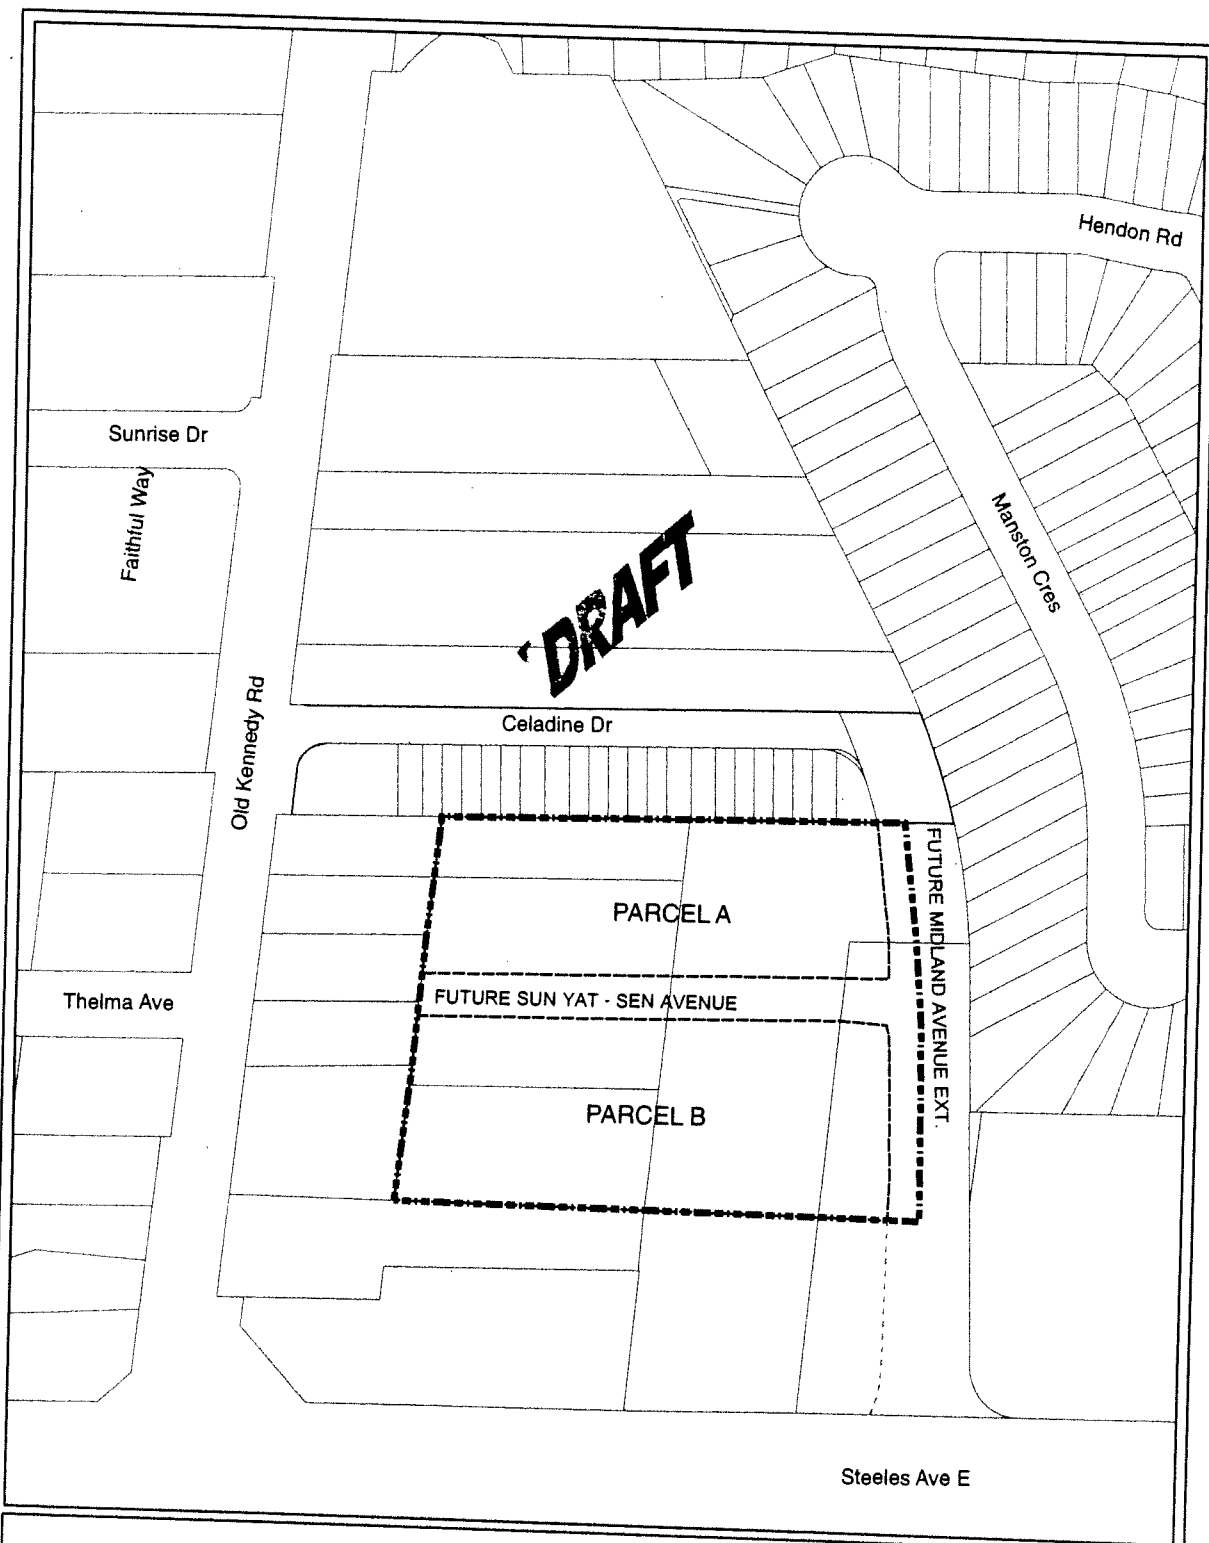 Hendon Rd
Sunrise Dr
Faithful Way
Manston Cres
DRAFT
Old Kennedy Rd
Celadine Dr
FUTURE MIDLAND AVENUE EXT.
PARCEL A
Thelma Ave
FUTURE SUN YAT - SEN AVENUE
PARCEL B
Steeles Ave E